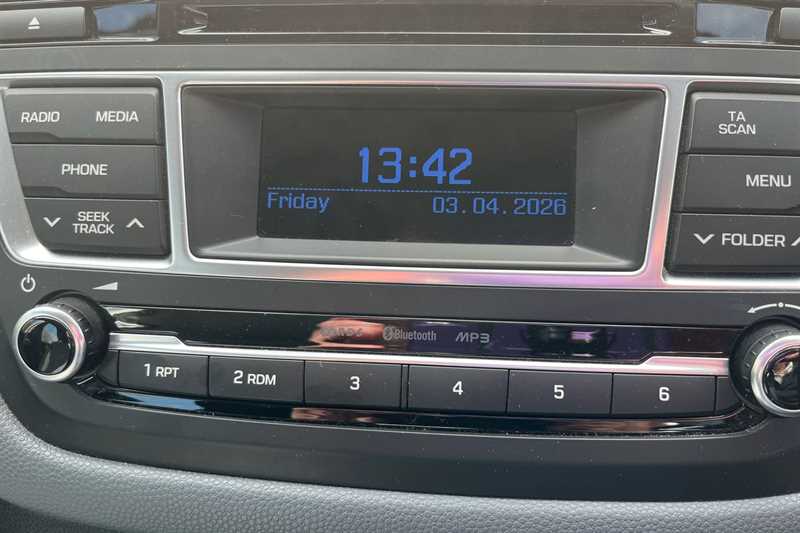 RADIO MEDIA
PHONE
SEEK
TRACK
13:42
Friday 03.04.2026
TA
SCAN
MENU
FOLDER
RDS Bluetooth MP3
1 RPT 2 RDM 3 4 5 6